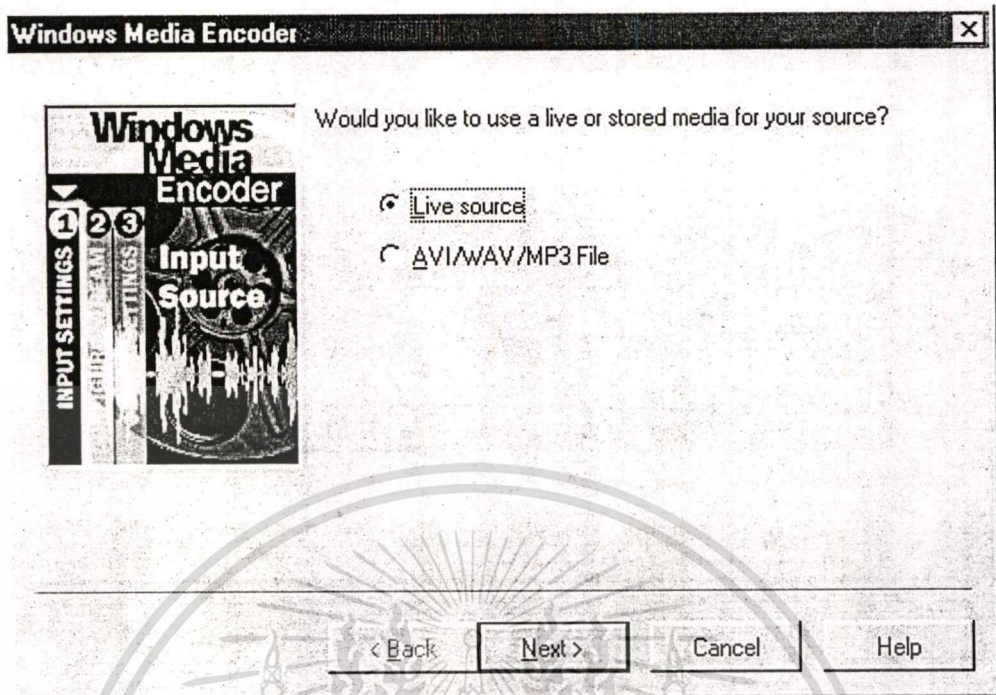 Windows Media Encoder
Windows
Media
Encoder
1 2 3
INPUT SETTINGS
Input
Source
Would you like to use a live or stored media for your source?
Live source
AVI/WAV/MP3 File
< Back
Next >
Cancel
Help